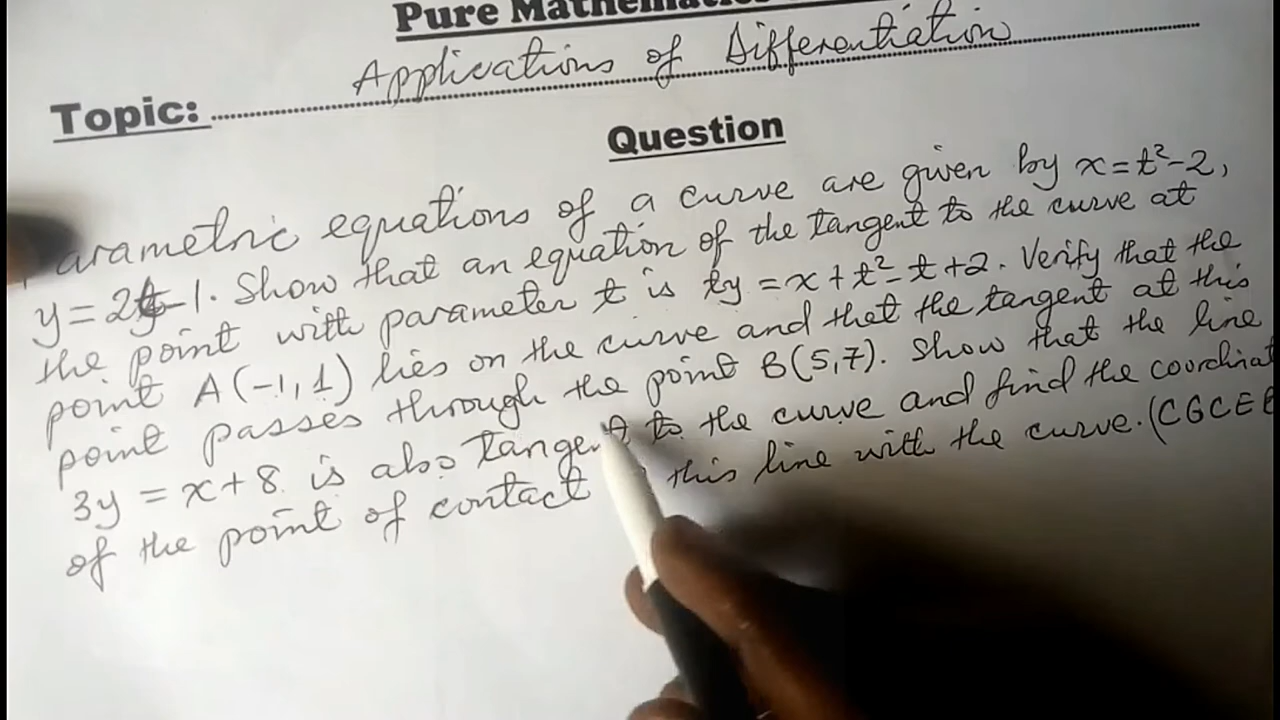 Pure Mathematics
Topic: Applications of Differentiation
Question
arametric equations of a curve are given by x=t²-2,
y=2t-1. Show that an equation of the tangent to the curve at
the point with parameter t is ty=x+t²-t+2. Verify that the
point A(-1,1) lies on the curve and that the tangent at this
point passes through the point B(5,7). Show that the line
3y=x+8 is also tangent to the curve and find the coordinat
of the point of contact this line with the curve. (CGCEB